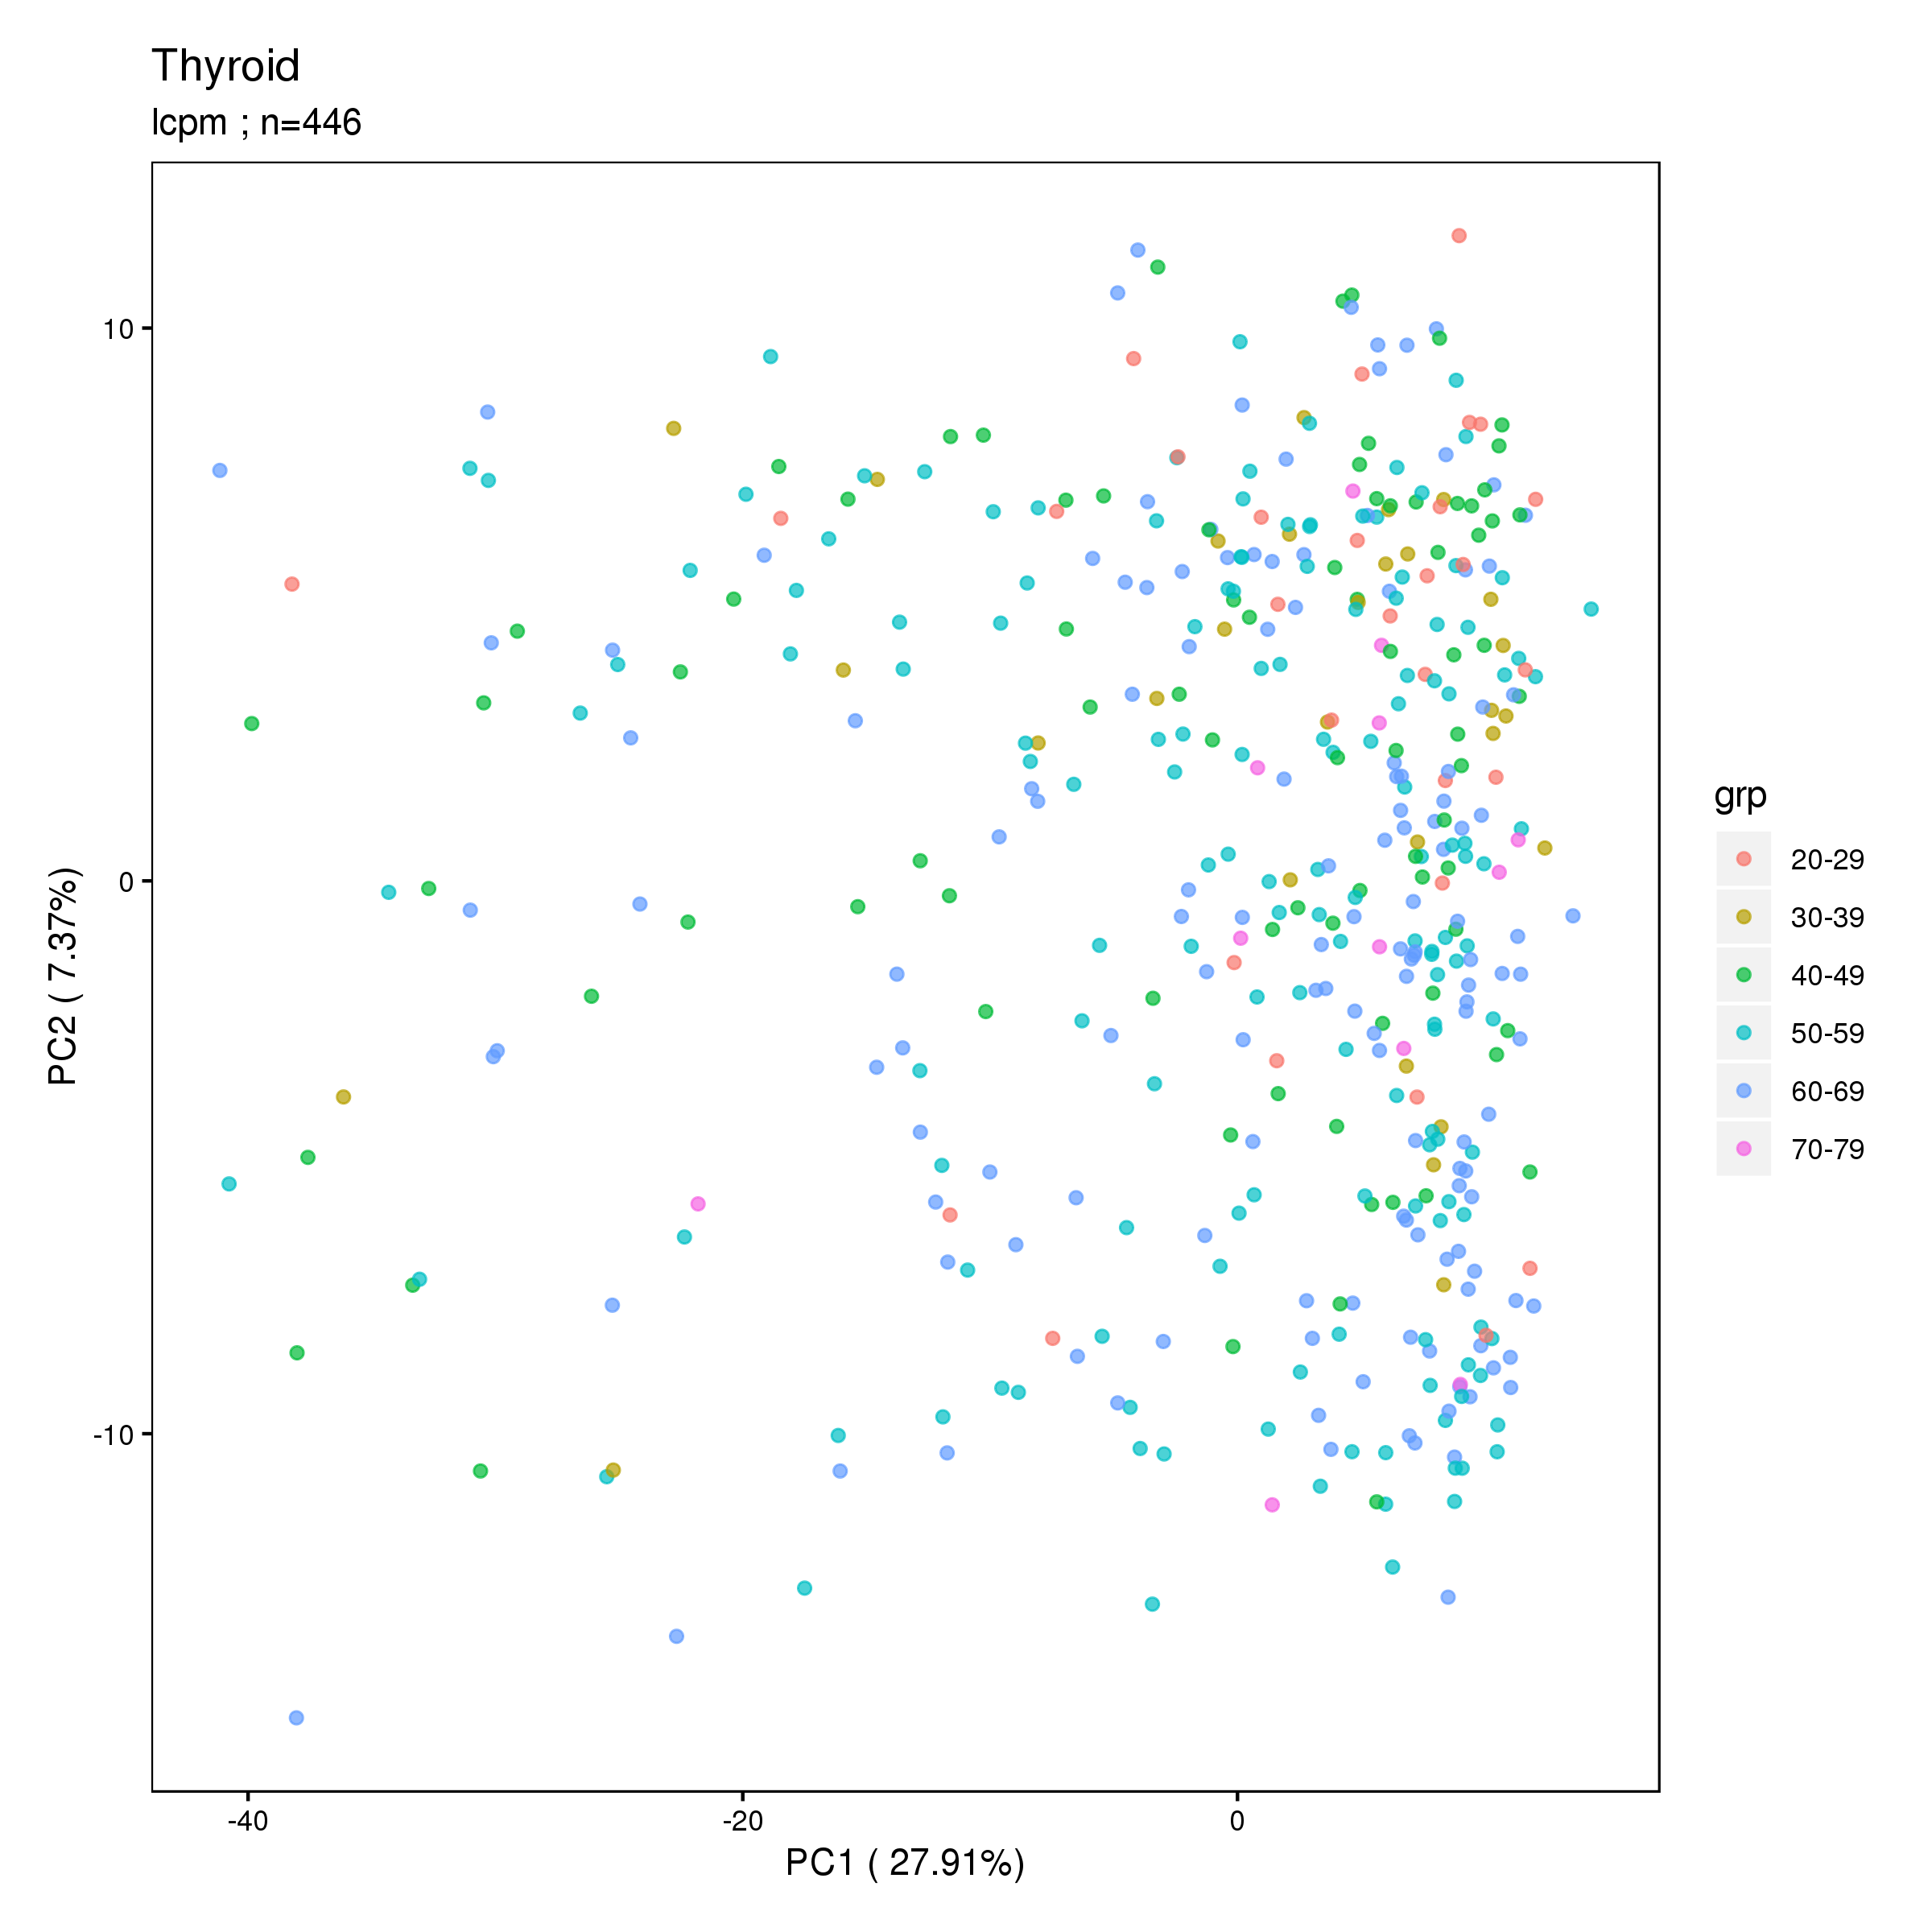 Thyroid
lcpm ; n=446
10
0
-10
PC2 ( 7.37%)
-40
-20
0
PC1 ( 27.91%)
grp
20-29
30-39
40-49
50-59
60-69
70-79